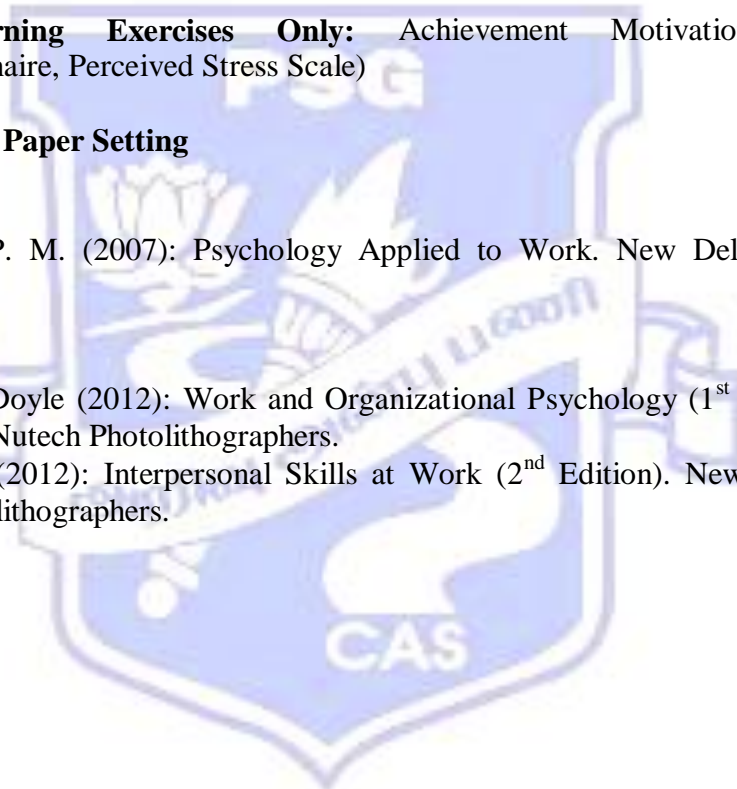 rning Exercises Only: Achievement Motivatio
naire, Perceived Stress Scale)
Paper Setting
P. M. (2007): Psychology Applied to Work. New Del
Doyle (2012): Work and Organizational Psychology (1st
Nutech Photolithographers.
(2012): Interpersonal Skills at Work (2nd Edition). New
lithographers.
PSG
CAS